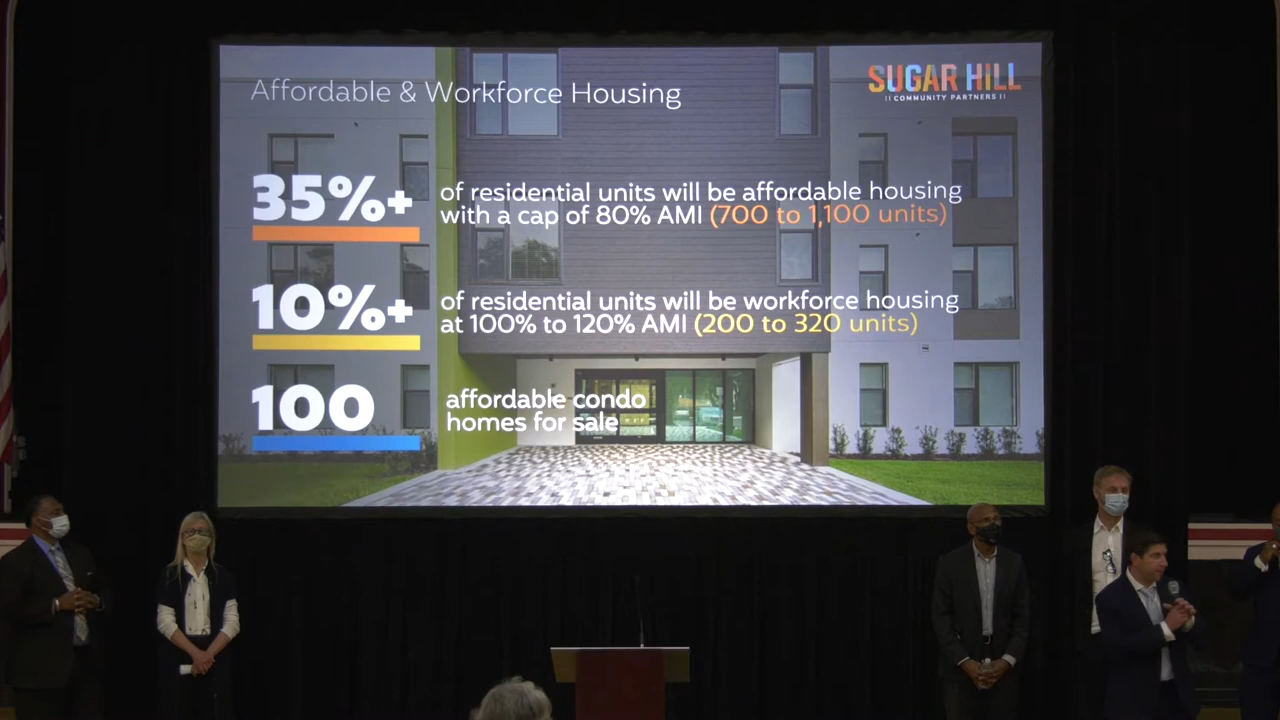 Affordable & Workforce Housing
SUGAR HILL
II COMMUNITY PARTNERS II
35%+
of residential units will be affordable housing
with a cap of 80% AMI (700 to 1,100 units)
10%+
of residential units will be workforce housing
at 100% to 120% AMI (200 to 320 units)
100
affordable condo
homes for sale